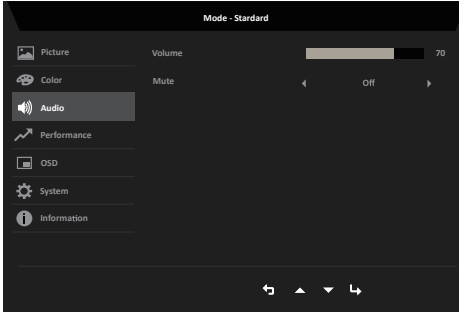 Mode - Stardard
Picture
Volume
70
Color
Mute
Off
Audio
Performance
OSD
System
Information